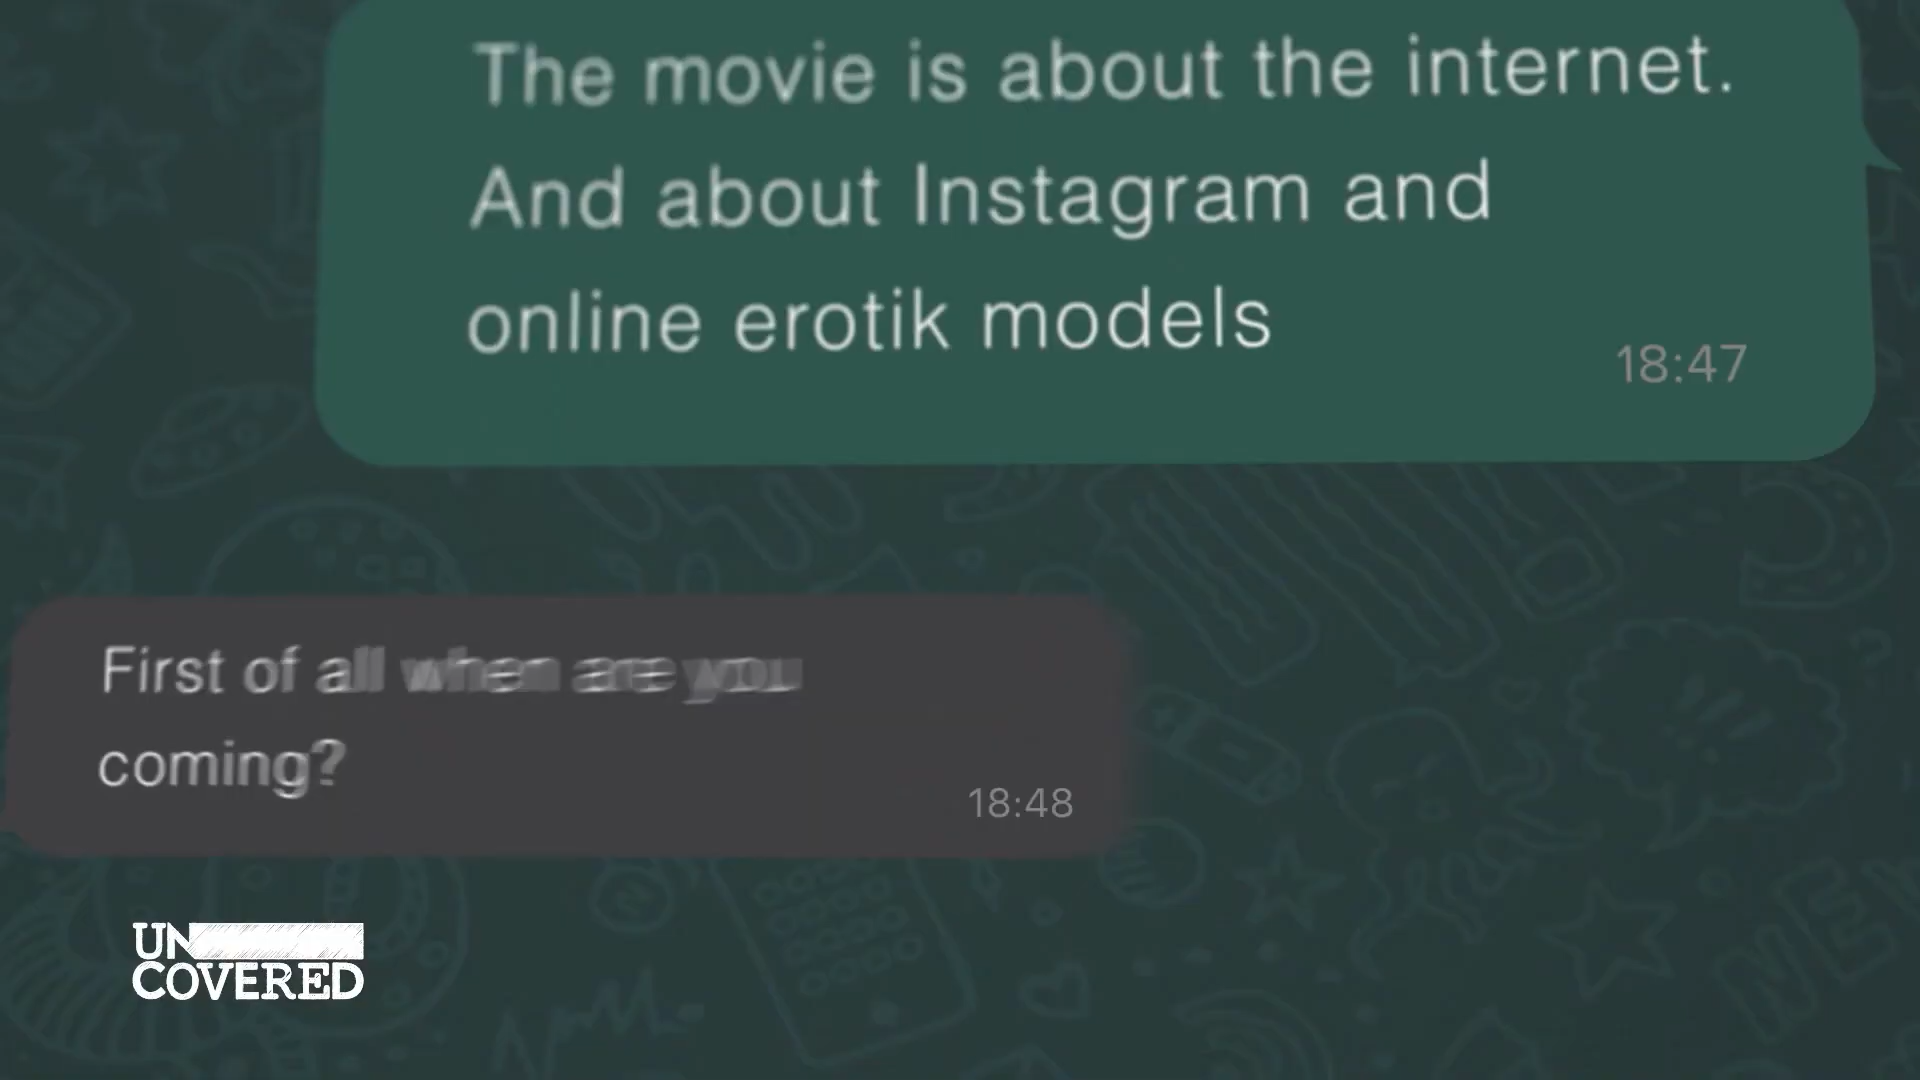 The movie is about the internet.
And about Instagram and
online erotik models
18:47
First of all when are you
coming?
18:48
UN
COVERED